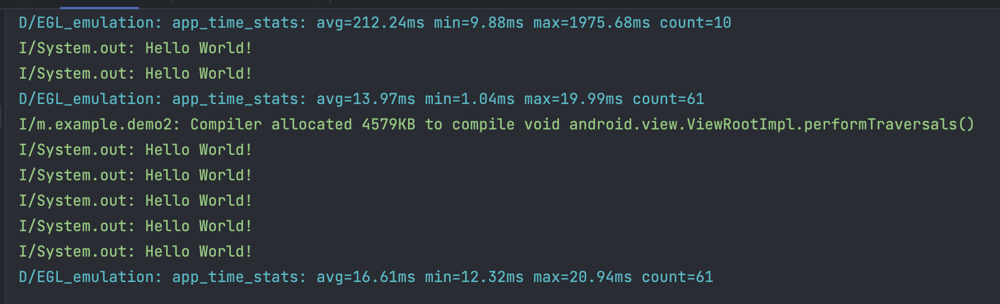 D/EGL_emulation: app_time_stats: avg=212.24ms min=9.88ms max=1975.68ms count=10
I/System.out: Hello World!
I/System.out: Hello World!
D/EGL_emulation: app_time_stats: avg=13.97ms min=1.04ms max=19.99ms count=61
I/m.example.demo2: Compiler allocated 4579KB to compile void android.view.ViewRootImpl.performTraversals()
I/System.out: Hello World!
I/System.out: Hello World!
I/System.out: Hello World!
I/System.out: Hello World!
I/System.out: Hello World!
D/EGL_emulation: app_time_stats: avg=16.61ms min=12.32ms max=20.94ms count=61